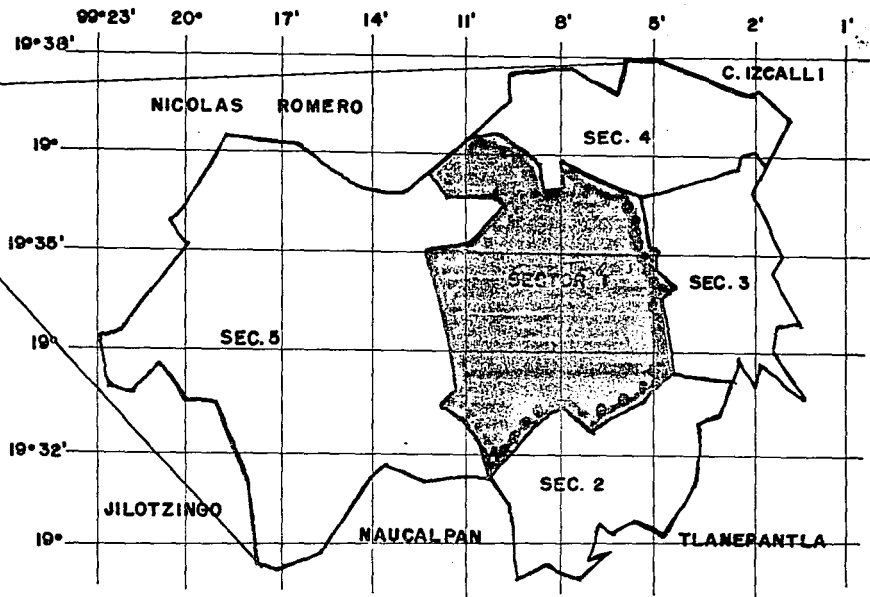 99°23' 20° 17' 14' 11' 8' 5' 2' 1'
19°38'
C. IZCALLI
NICOLAS ROMERO
SEC. 4
19°
19°35'
SECTOR 1
SEC. 3
SEC. 5
19°
19°32'
SEC. 2
JILOTZINGO
NAUCALPAN
TLANEPANTLA
19°